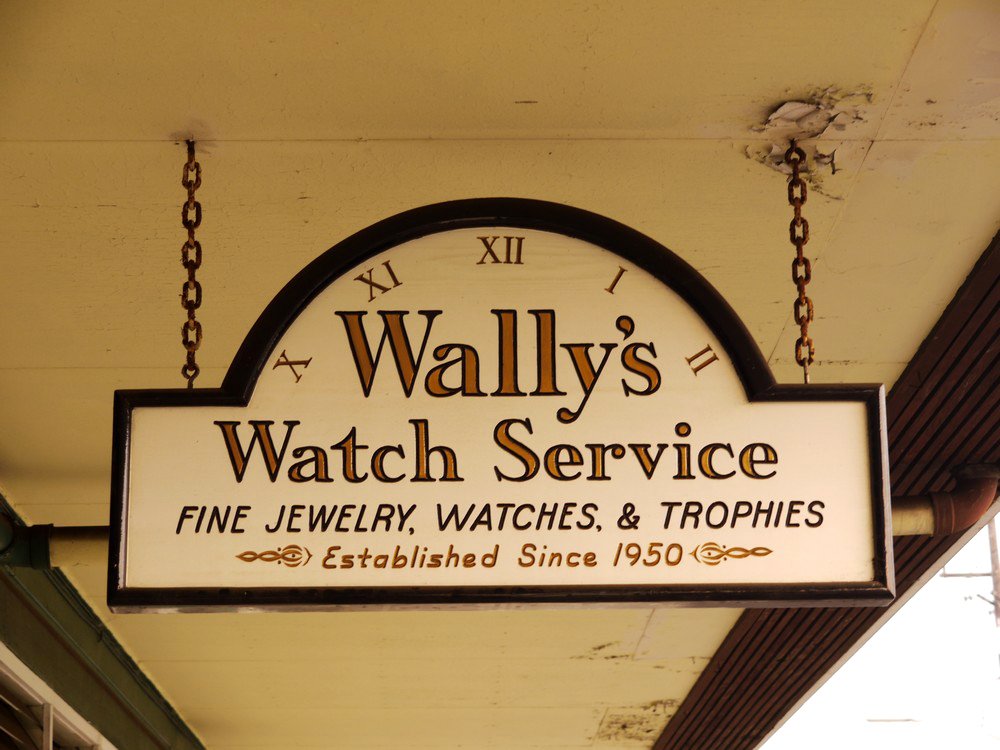 X XI XII I II
Wally's
Watch Service
FINE JEWELRY, WATCHES, & TROPHIES
Established Since 1950